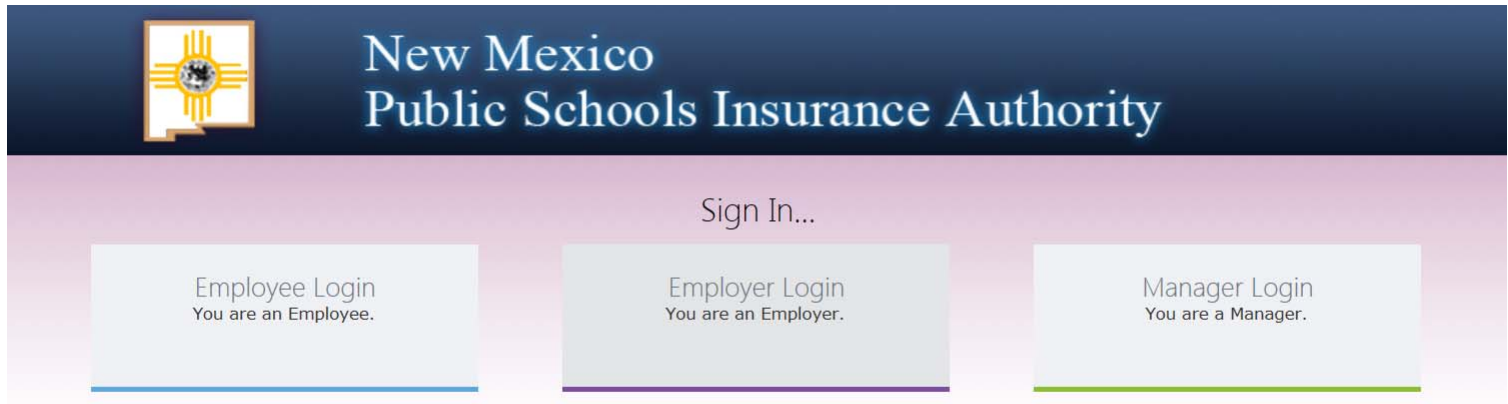 New Mexico
Public Schools Insurance Authority
Sign In...
Employee Login
You are an Employee.
Employer Login
You are an Employer.
Manager Login
You are a Manager.